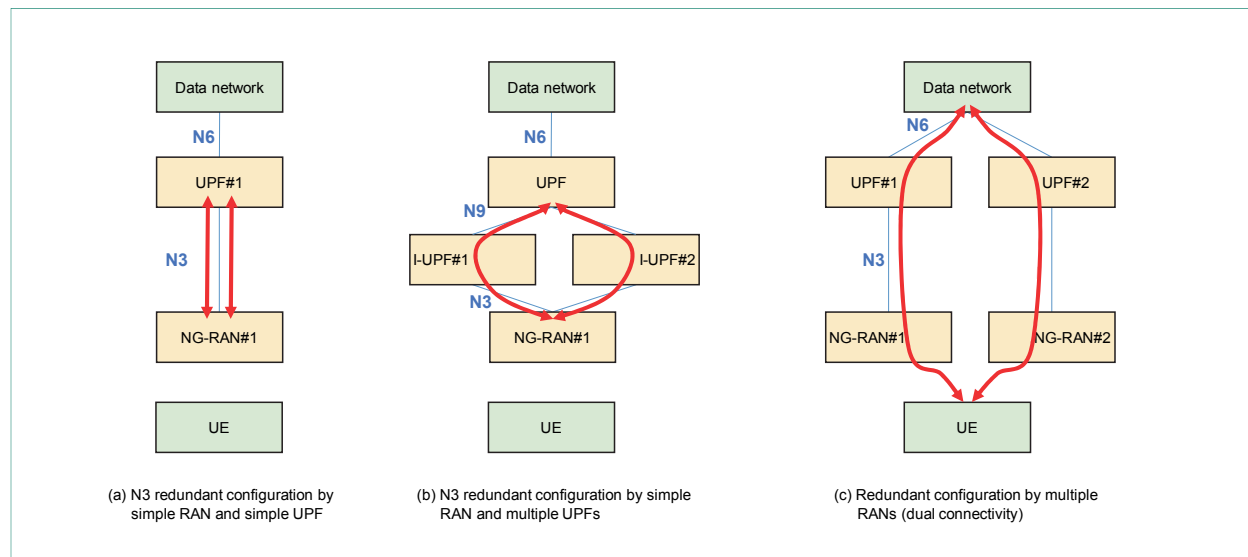 Data network
N6
UPF#1
N3
NG-RAN#1
UE
(a) N3 redundant configuration by
simple RAN and simple UPF
Data network
N6
UPF
N9
I-UPF#1
I-UPF#2
N3
NG-RAN#1
UE
(b) N3 redundant configuration by simple
RAN and multiple UPFs
Data network
N6
UPF#1
UPF#2
N3
NG-RAN#1
NG-RAN#2
UE
(c) Redundant configuration by multiple
RANs (dual connectivity)